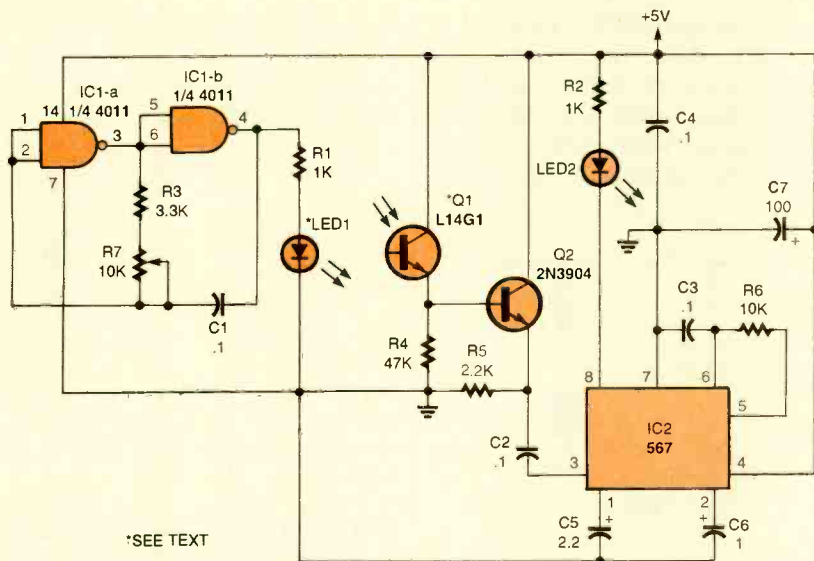 +5V
IC1-a
1/4 4011
IC1-b
1/4 4011
14
1
2
3
7
5
6
4
R1
1K
R3
3.3K
R7
10K
C1
.1
*LED1
*Q1
L14G1
Q2
2N3904
R4
47K
R5
2.2K
C2
.1
R2
1K
LED2
C4
.1
C7
100
+
C3
.1
R6
10K
8
7
6
5
IC2
567
3
4
1
2
C5
2.2
+
+
C6
1
*SEE TEXT